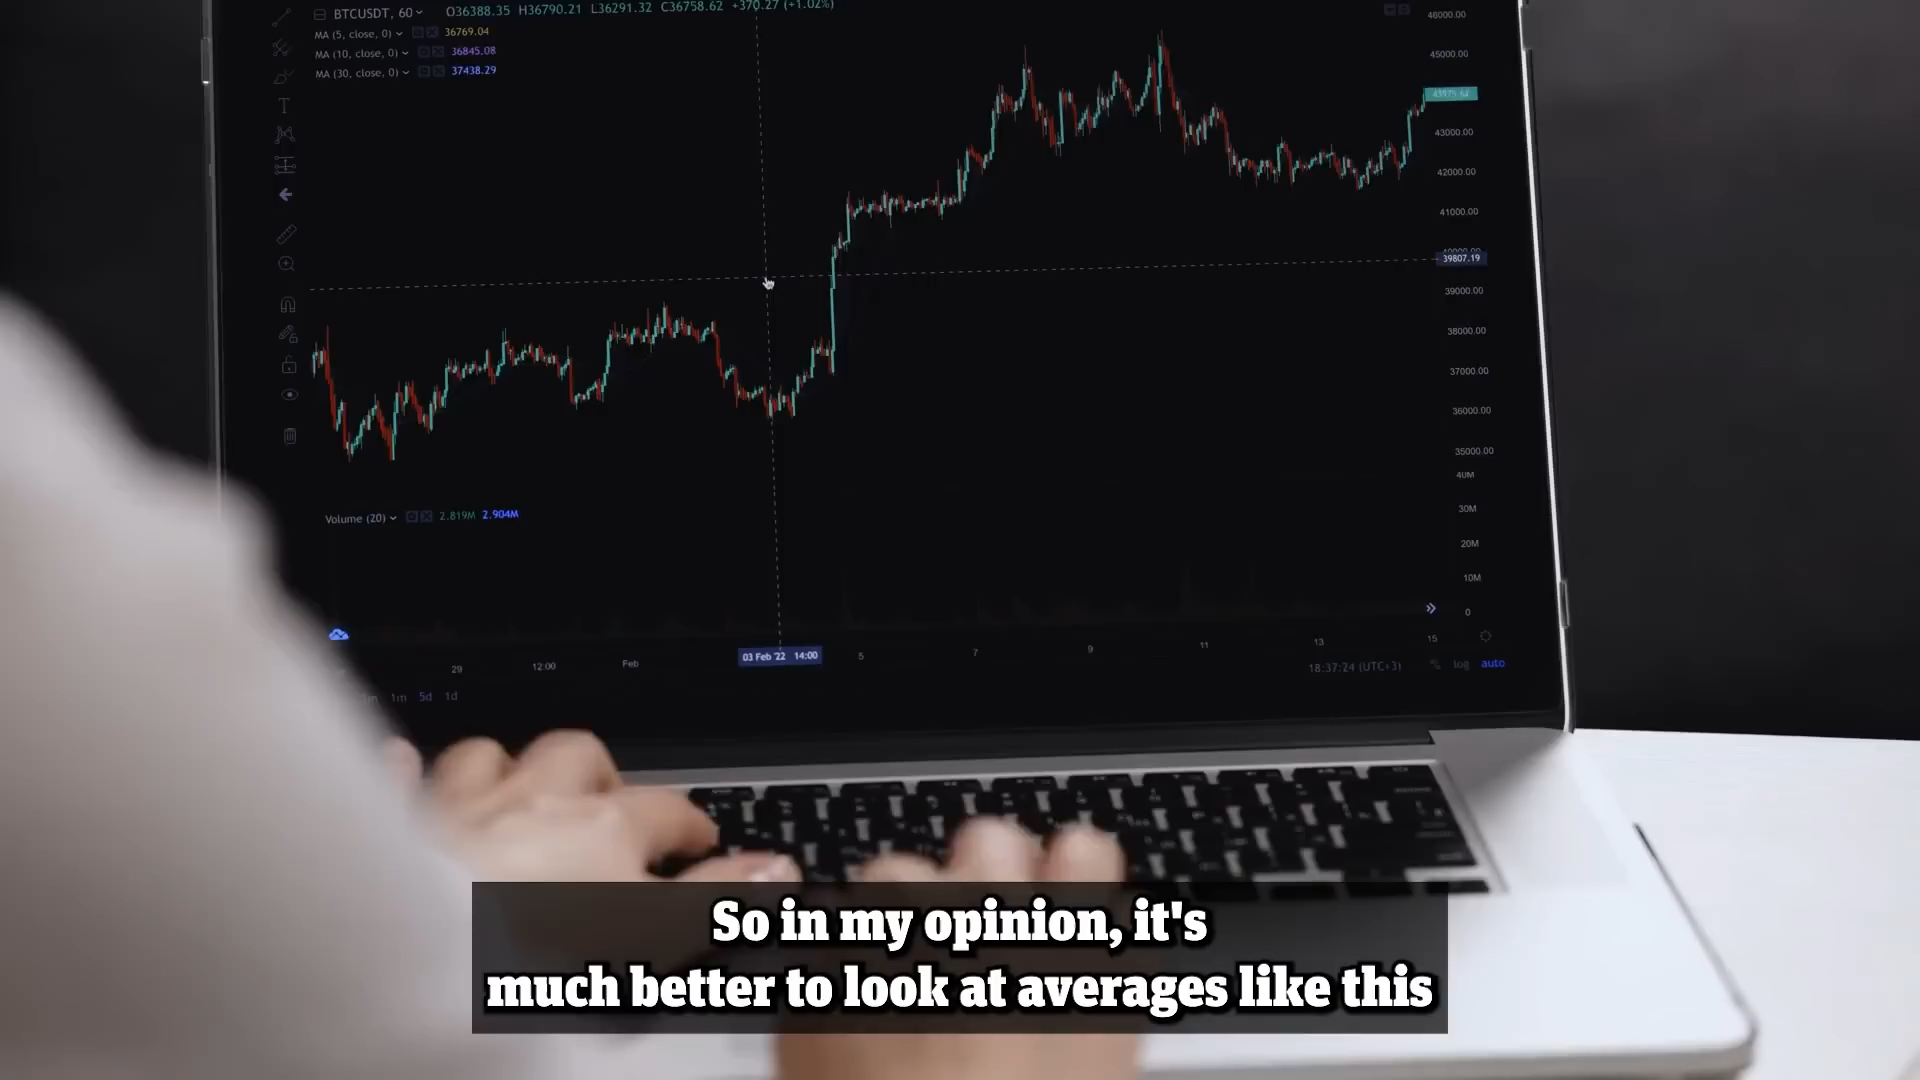 BTCUSDT, 60 O36388.35 H36790.21 L36291.32 C36758.62 +370.27 (+1.02%)
MA (5, close, 0) 36769.04
MA (10, close, 0) 36845.08
MA (30, close, 0) 37438.29
46000.00
45000.00
43000.00
42000.00
41000.00
40000.00
39807.19
39000.00
38000.00
37000.00
36000.00
35000.00
40M
Volume (20) 2.819M 2.904M
30M
20M
10M
0
29 12:00 Feb 03 Feb '22 14:00 5 7 9 11 13 15
18:37:24 (UTC+3) % log auto
1m 5d 1d
So in my opinion, it's
much better to look at averages like this